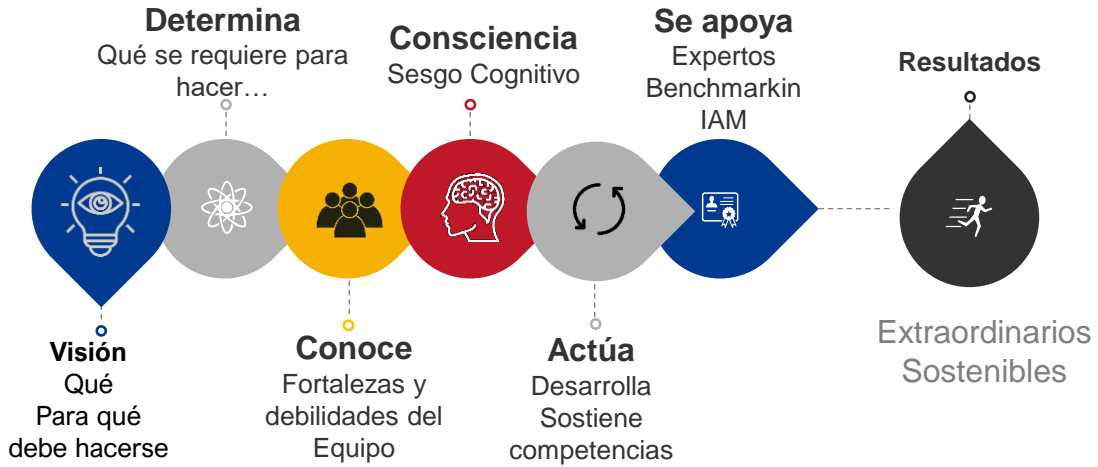 Visión
Qué
Para qué
debe hacerse
Determina
Qué se requiere para
hacer…
Conoce
Fortalezas y
debilidades del
Equipo
Consciencia
Sesgo Cognitivo
Actúa
Desarrolla
Sostiene
competencias
Se apoya
Expertos
Benchmarkin
IAM
Resultados
Extraordinarios
Sostenibles